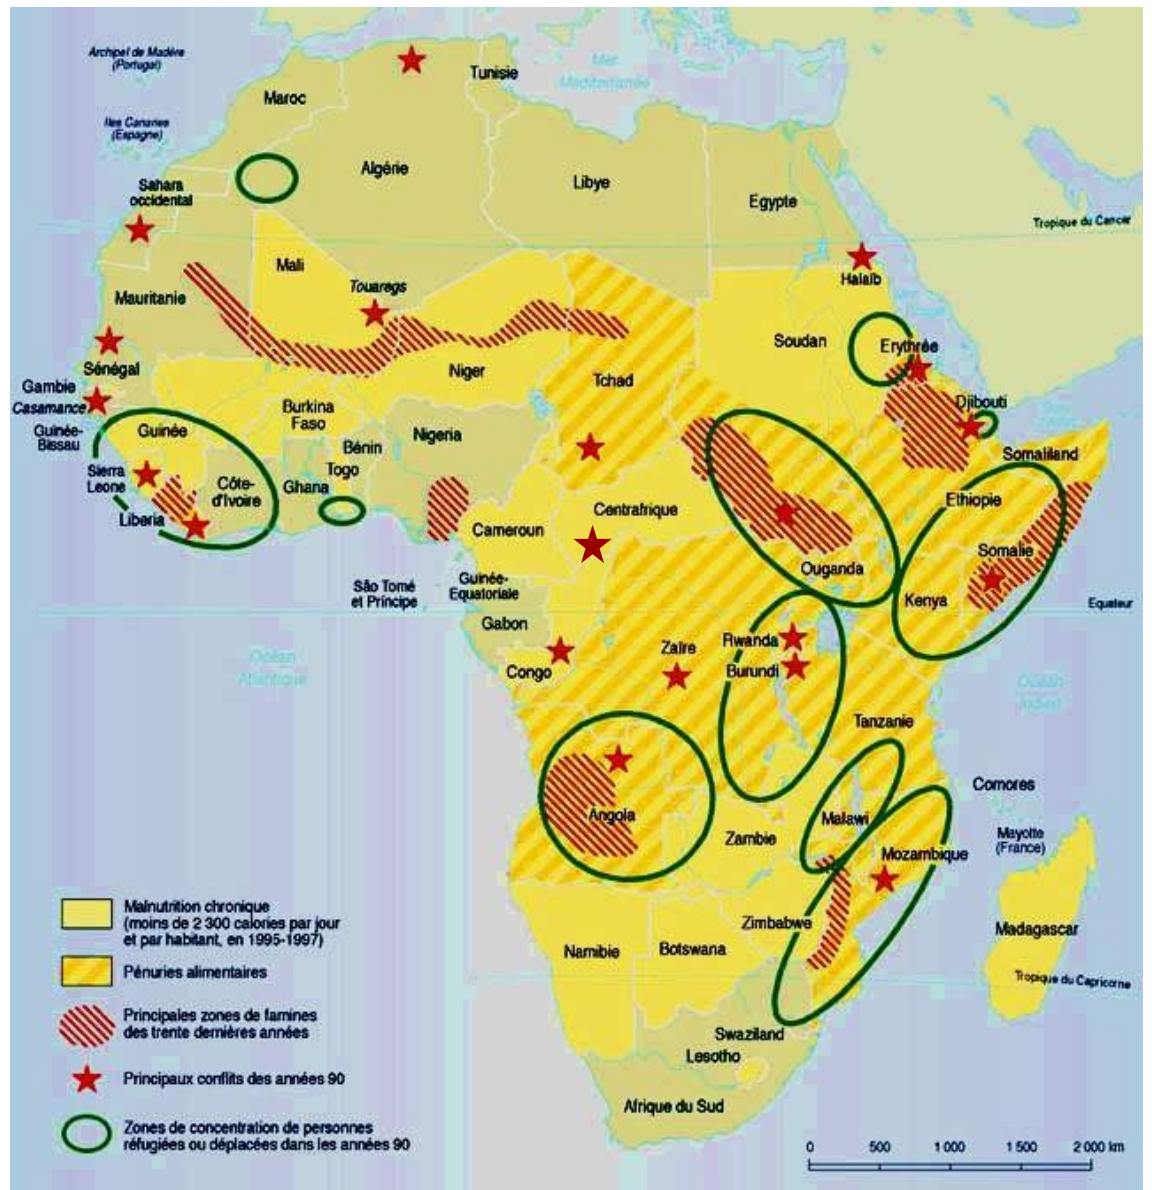 Archipel de Madère
(Portugal)
Mer
Méditerranée
Tunisie
Maroc
Iles Canaries
(Espagne)
Algérie
Libye
Egypte
Sahara
occidental
Tropique du Cancer
Mali
Halaïb
Touaregs
Mauritanie
Soudan
Erythrée
Sénégal
Niger
Tchad
Gambie
Casamance
Djibouti
Burkina
Faso
Guinée-
Bissau
Guinée
Nigeria
Bénin
Somaliland
Togo
Sierra
Leone
Côte-
d'Ivoire
Ghana
Ethiopie
Centrafrique
Liberia
Cameroun
Somalie
Ouganda
São Tomé
et Príncipe
Guinée-
Equatoriale
Kenya
Equateur
Gabon
Rwanda
Zaïre
Océan
Atlantique
Congo
Burundi
Océan
Indien
Tanzanie
Comores
Angola
Malawi
Zambie
Mayotte
(France)
Mozambique
Malnutrition chronique
(moins de 2 300 calories par jour
et par habitant, en 1995-1997)
Zimbabwe
Madagascar
Namibie
Botswana
Pénuries alimentaires
Tropique du Capricorne
Principales zones de famines
des trente dernières années
Swaziland
Lesotho
Principaux conflits des années 90
Afrique du Sud
Zones de concentration de personnes
réfugiées ou déplacées dans les années 90
0 500 1 000 1 500 2 000 km